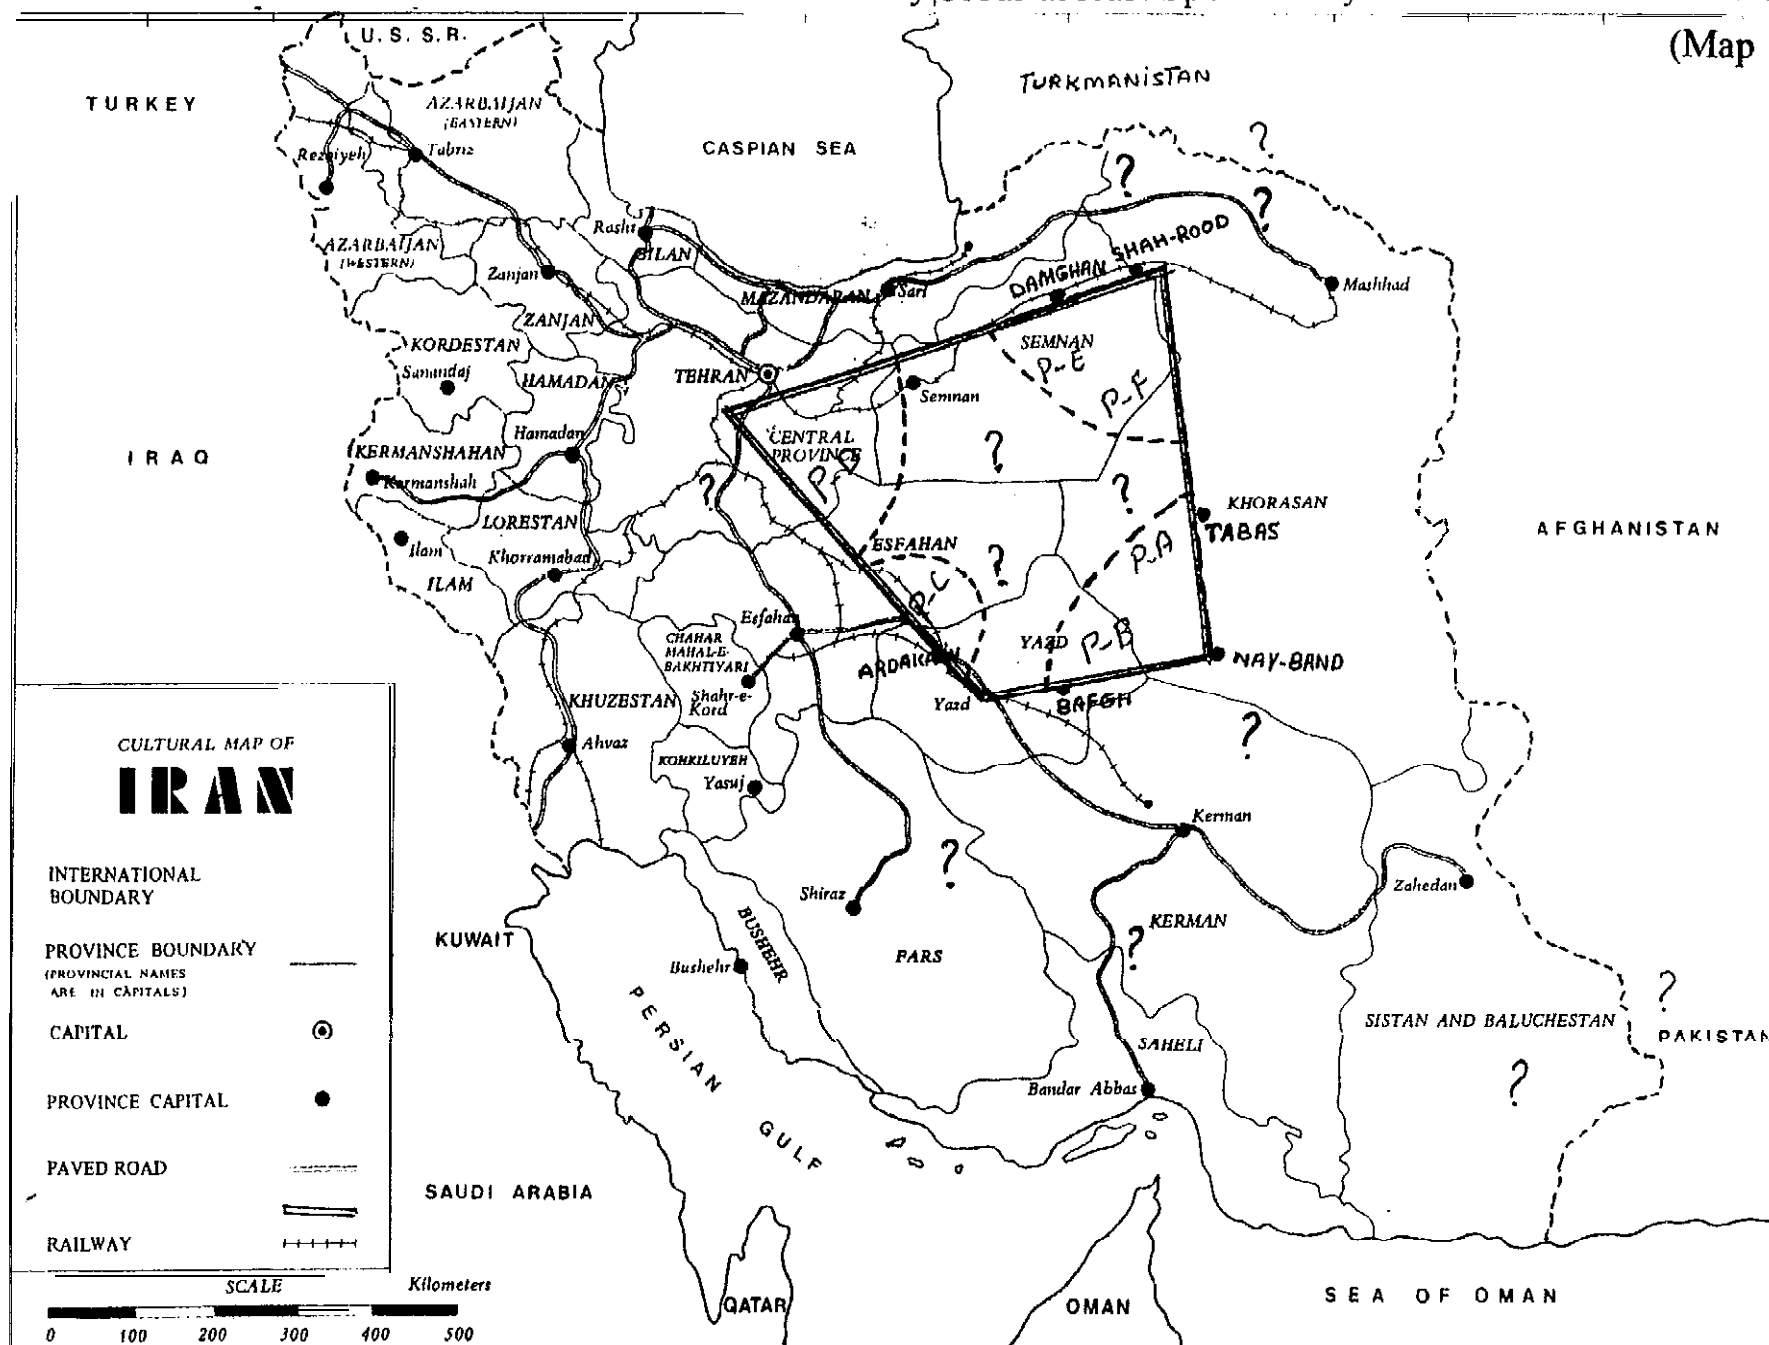 (Map
U. S. S. R.
TURKMANiSTAN
TURKEY
AZARBAIJAN
(EASTERN)
?
CASPIAN SEA
Rezaiyeh
Tabriz
?
?
Rasht
GILAN
AZARBAIJAN
(WESTERN)
SHAH-ROOD
Zanjan
DAMGHAN
MAZANDARAN
Sari
Mashhad
ZANJAN
KORDESTAN
SEMNAN
P-E
Sanandaj
HAMADAN
TEHRAN
Semnan
P-F
Hamadan
CENTRAL
PROVINCE
?
IRAQ
KERMANSHAHAN
Kermanshah
P-D
?
?
KHORASAN
LORESTAN
TABAS
AFGHANISTAN
Ilam
Khorramabad
ESFAHAN
?
P-A
ILAM
P-C
Esfahan
CHAHAR
MAHAL-E-
BAKHTIYARI
YAZD
P-B
ARDAKAN
NAY-BAND
Shahr-e-
Kord
KHUZESTAN
Yazd
BAFGH
CULTURAL MAP OF
IRAN
Ahvaz
?
KOHKILUYEH
Yasuj
Kerman
INTERNATIONAL
BOUNDARY
?
Shiraz
Zahedan
KUWAIT
BUSHEHR
KERMAN
PROVINCE BOUNDARY
(PROVINCIAL NAMES
ARE IN CAPITALS)
?
FARS
Bushehr
?
CAPITAL
PERSIAN GULF
SAHELI
SISTAN AND BALUCHESTAN
PAKISTAN
PROVINCE CAPITAL
Bandar Abbas
?
PAVED ROAD
SAUDI ARABIA
RAILWAY
SCALE
Kilometers
QATAR
OMAN
SEA OF OMAN
0 100 200 300 400 500